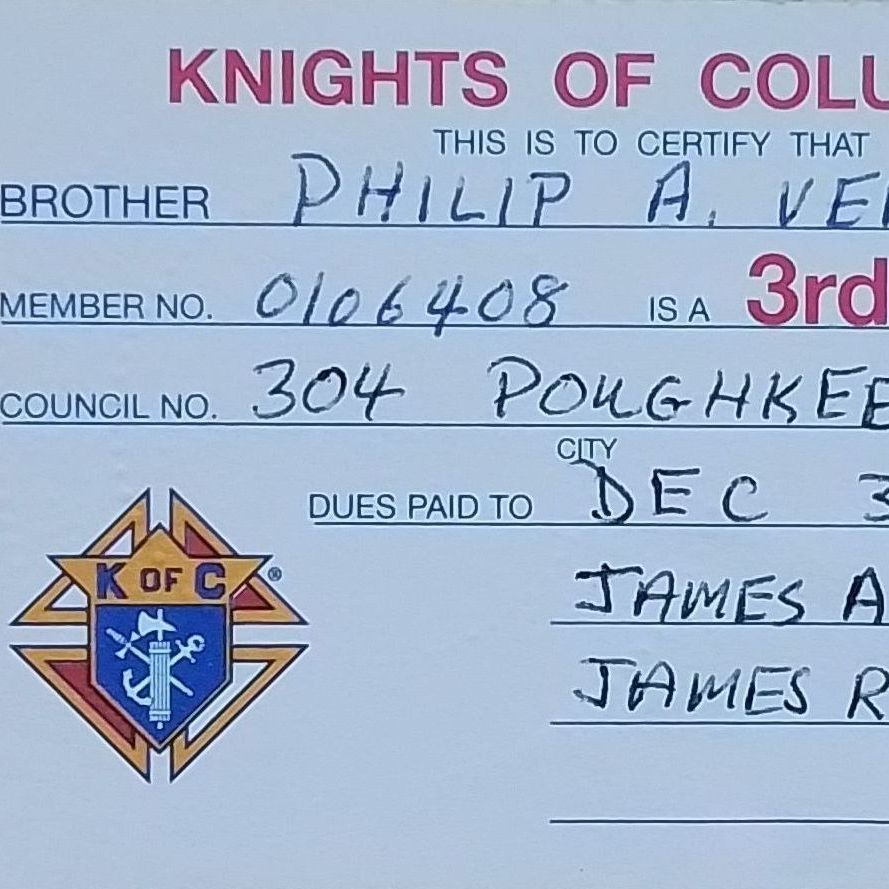 KNIGHTS OF COLU
THIS IS TO CERTIFY THAT
BROTHER PHILIP A. VE
MEMBER NO. 0106408 IS A 3rd
COUNCIL NO. 304 POUGHKEE
CITY
DUES PAID TO DEC 3
K OF C ®
JAMES A
JAMES R